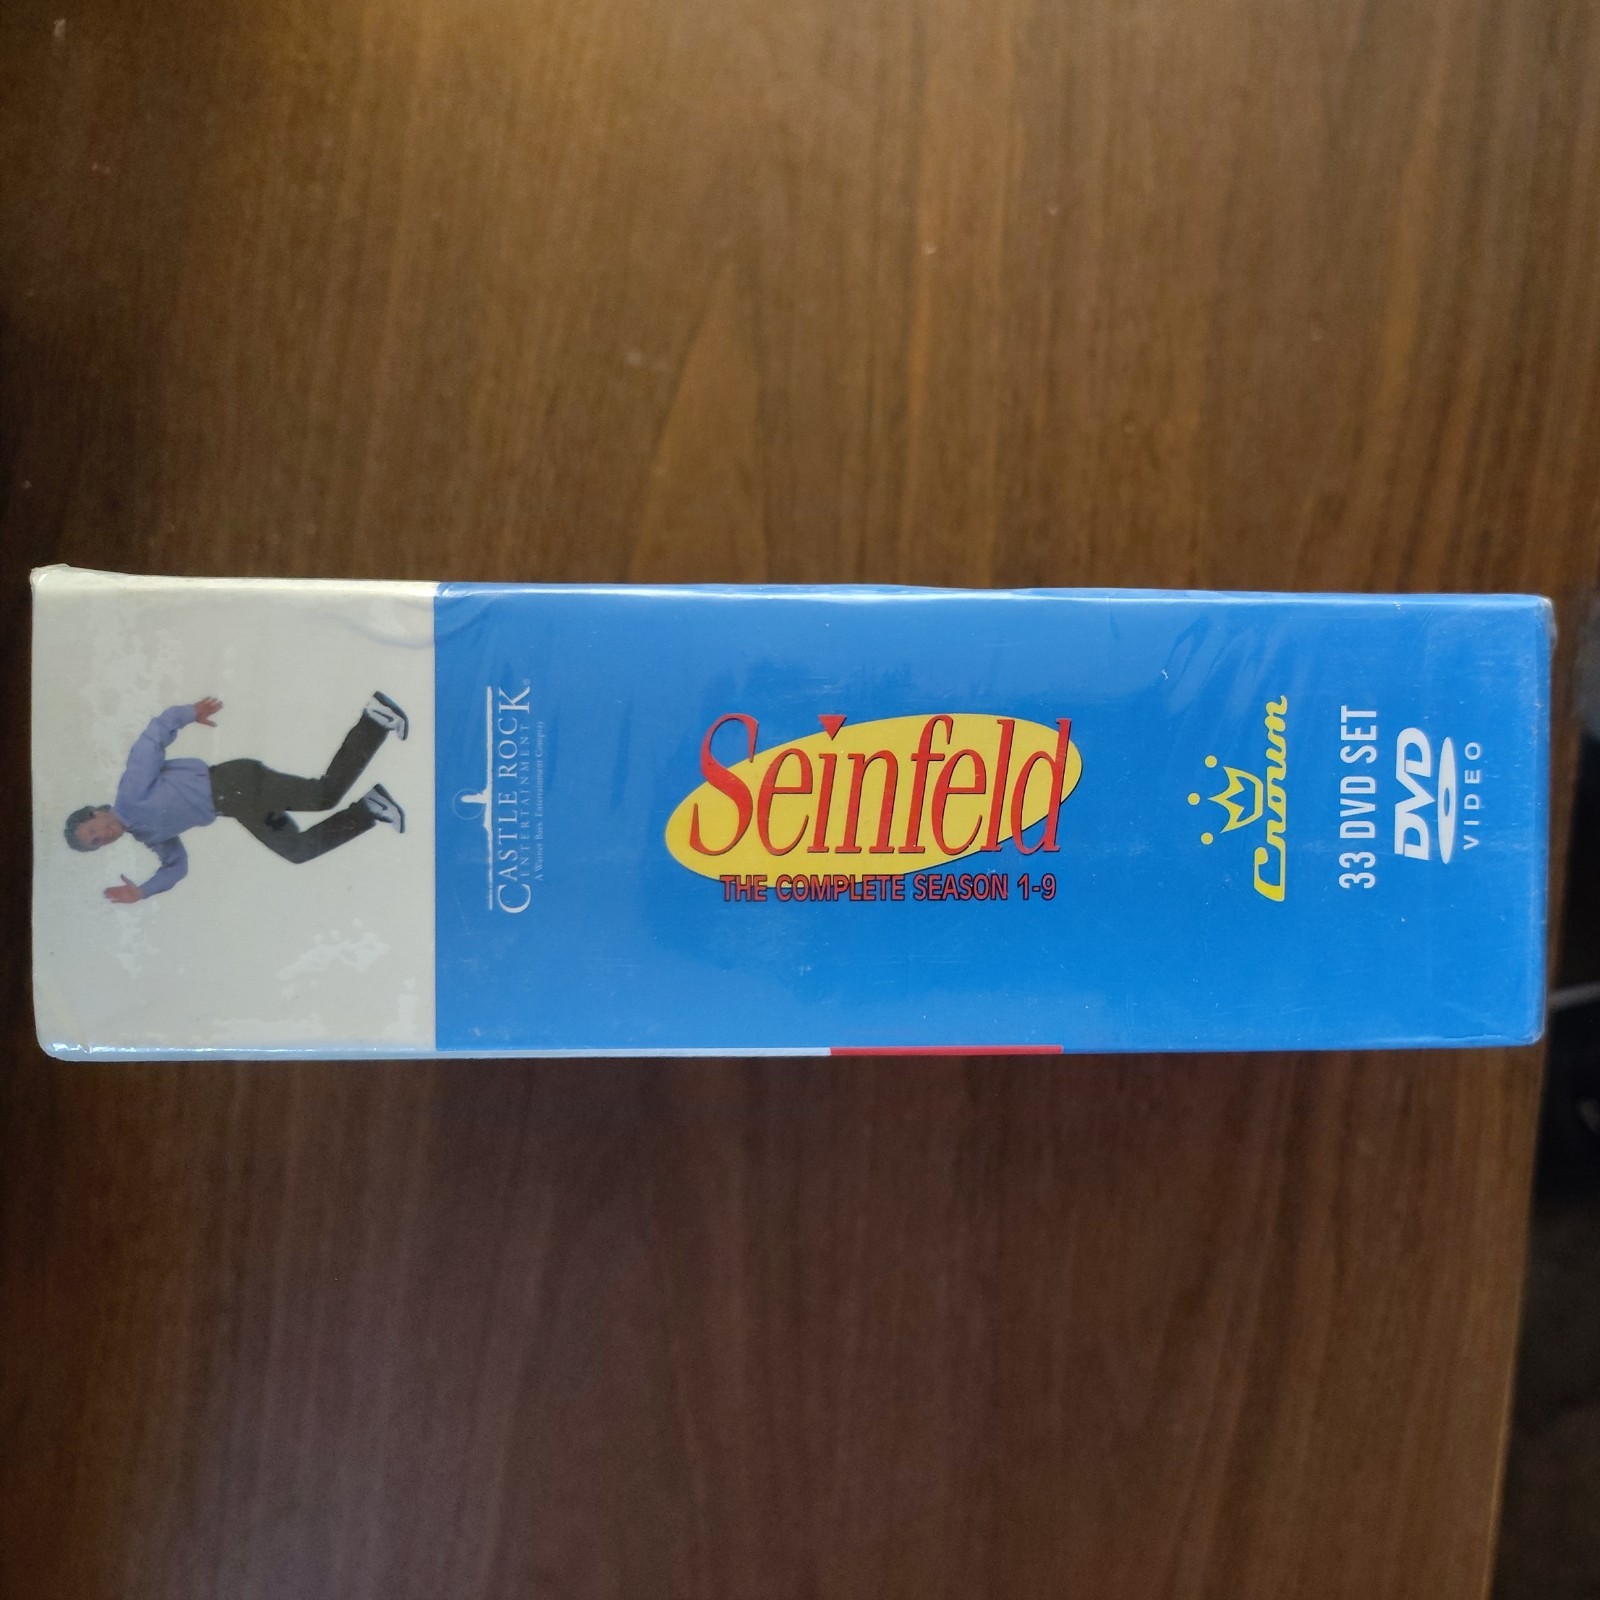 CASTLE ROCK
ENTERTAINMENT
A Warner Bros. Entertainment Company
Seinfeld
THE COMPLETE SEASON 1-9
Crown
33 DVD SET
DVD
VIDEO